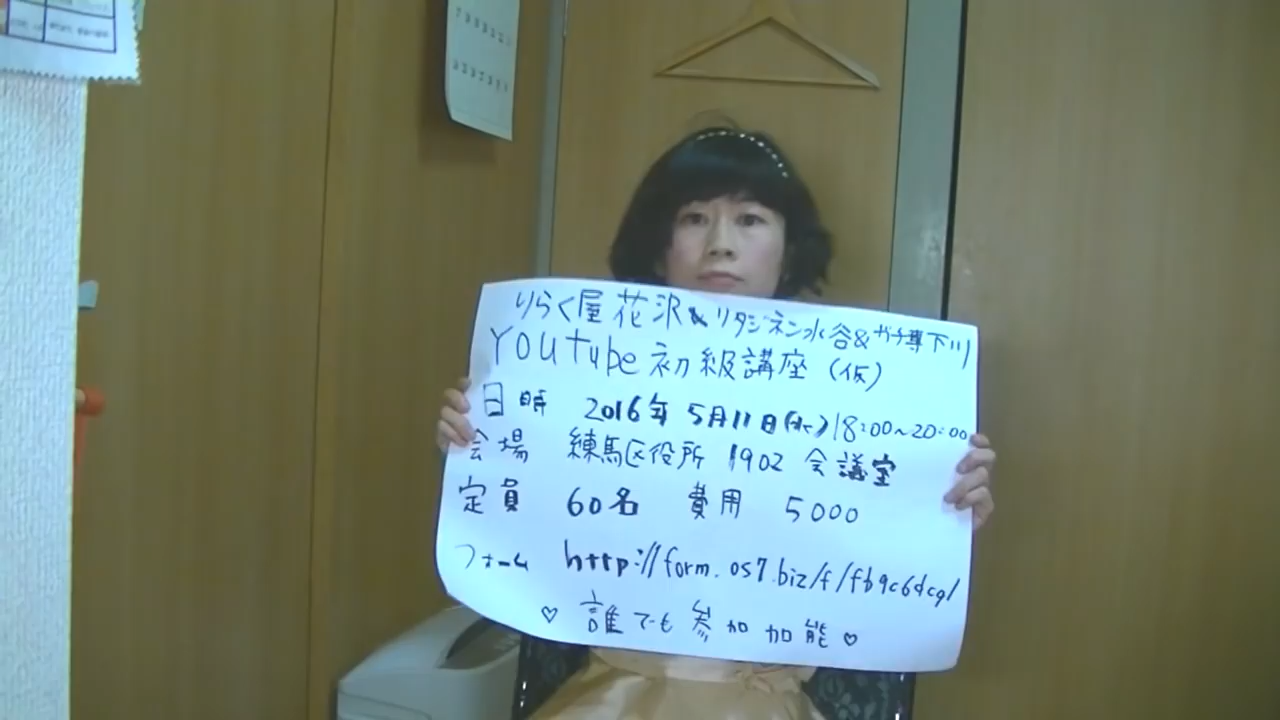 りらく屋花沢&リタジネン水谷&ガチ専下川
YOUTube初級講座(仮)
日時 2016年5月11日(水)18:00~20:00
会場 練馬区役所 1902 会議室
定員 60名 費用 5000
フォーム http://form.os7.biz/f/fb9c6dcg/
♡ 誰でも参加加能 ♡